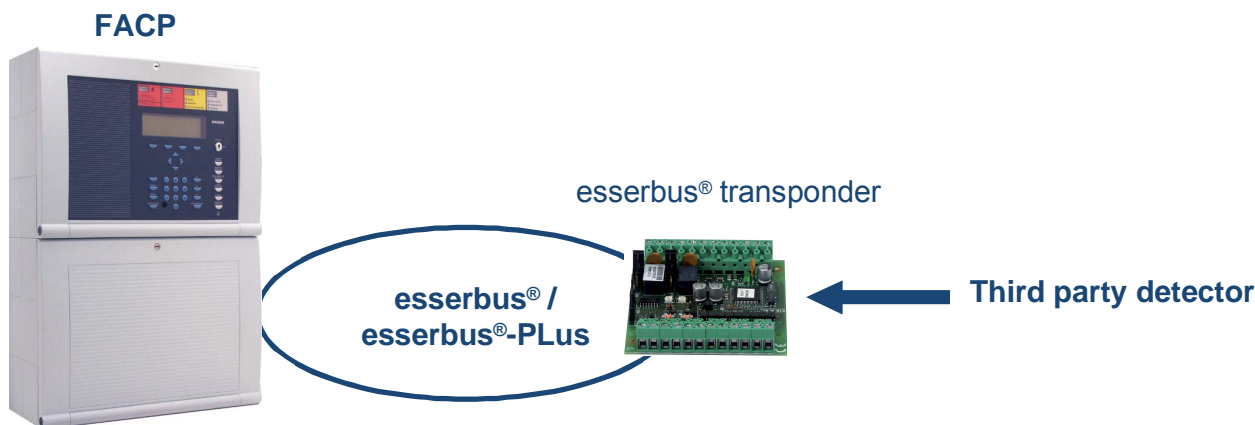 FACP
esserbus® transponder
esserbus® /
esserbus®-PLus
Third party detector